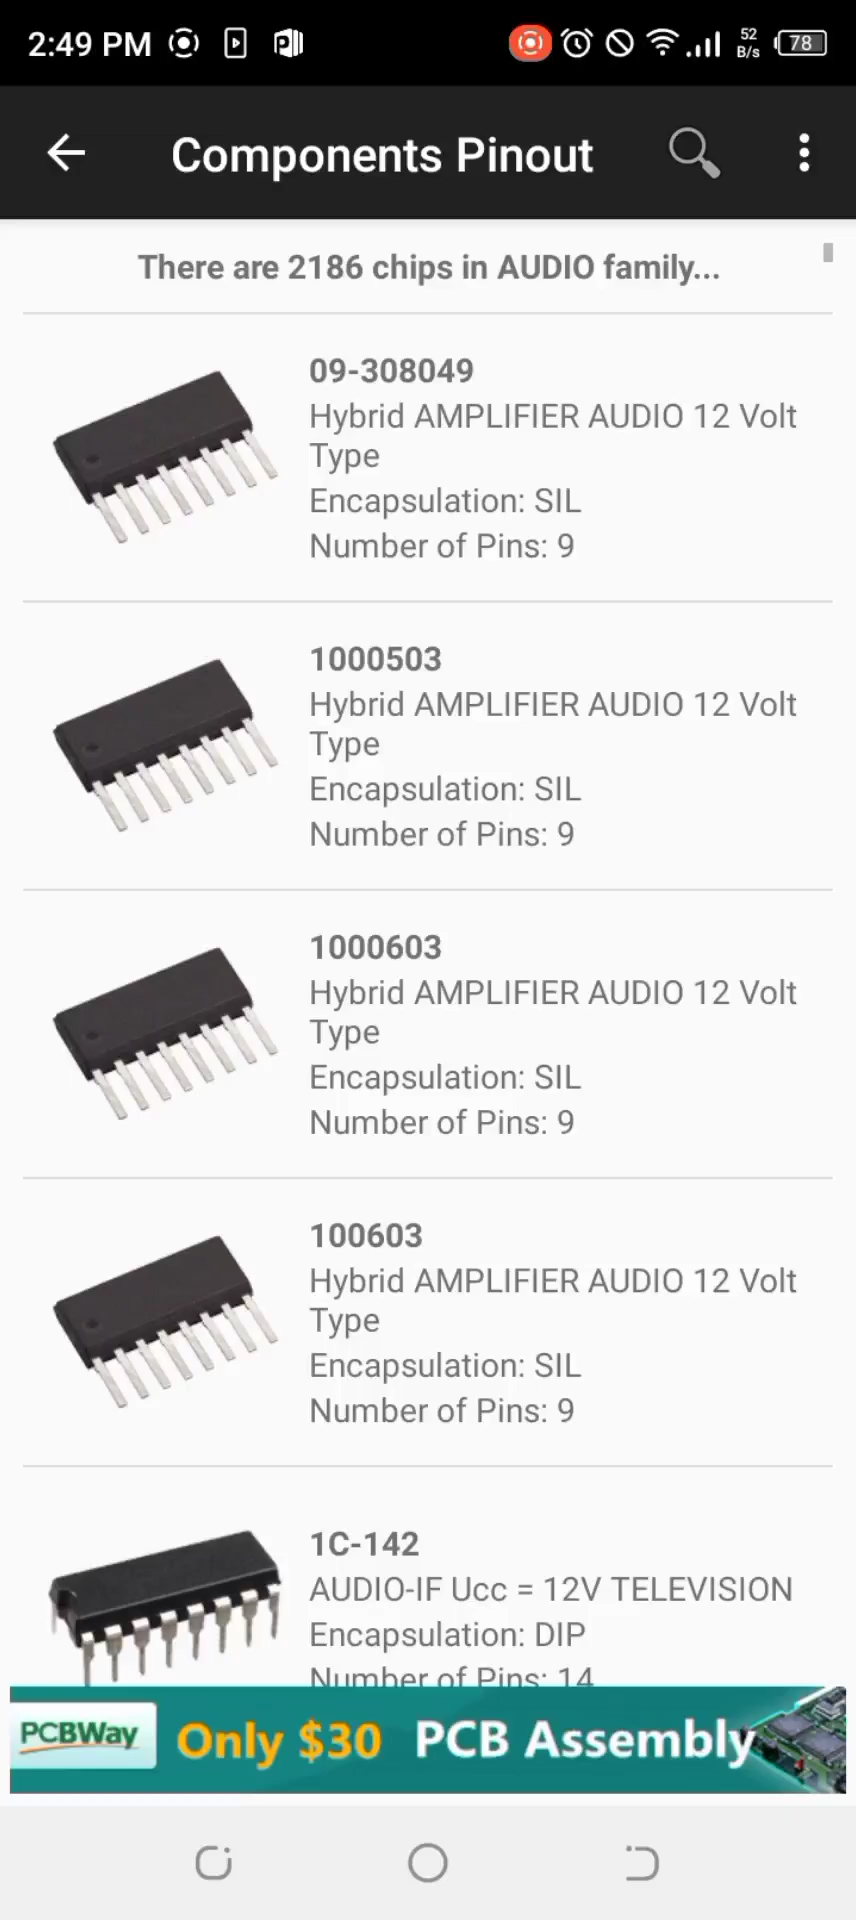 2:49 PM
52
B/s
78
Components Pinout
There are 2186 chips in AUDIO family...
09-308049
Hybrid AMPLIFIER AUDIO 12 Volt
Type
Encapsulation: SIL
Number of Pins: 9
1000503
Hybrid AMPLIFIER AUDIO 12 Volt
Type
Encapsulation: SIL
Number of Pins: 9
1000603
Hybrid AMPLIFIER AUDIO 12 Volt
Type
Encapsulation: SIL
Number of Pins: 9
100603
Hybrid AMPLIFIER AUDIO 12 Volt
Type
Encapsulation: SIL
Number of Pins: 9
1C-142
AUDIO-IF Ucc = 12V TELEVISION
Encapsulation: DIP
Number of Pins: 14
PCBWay Only $30 PCB Assembly